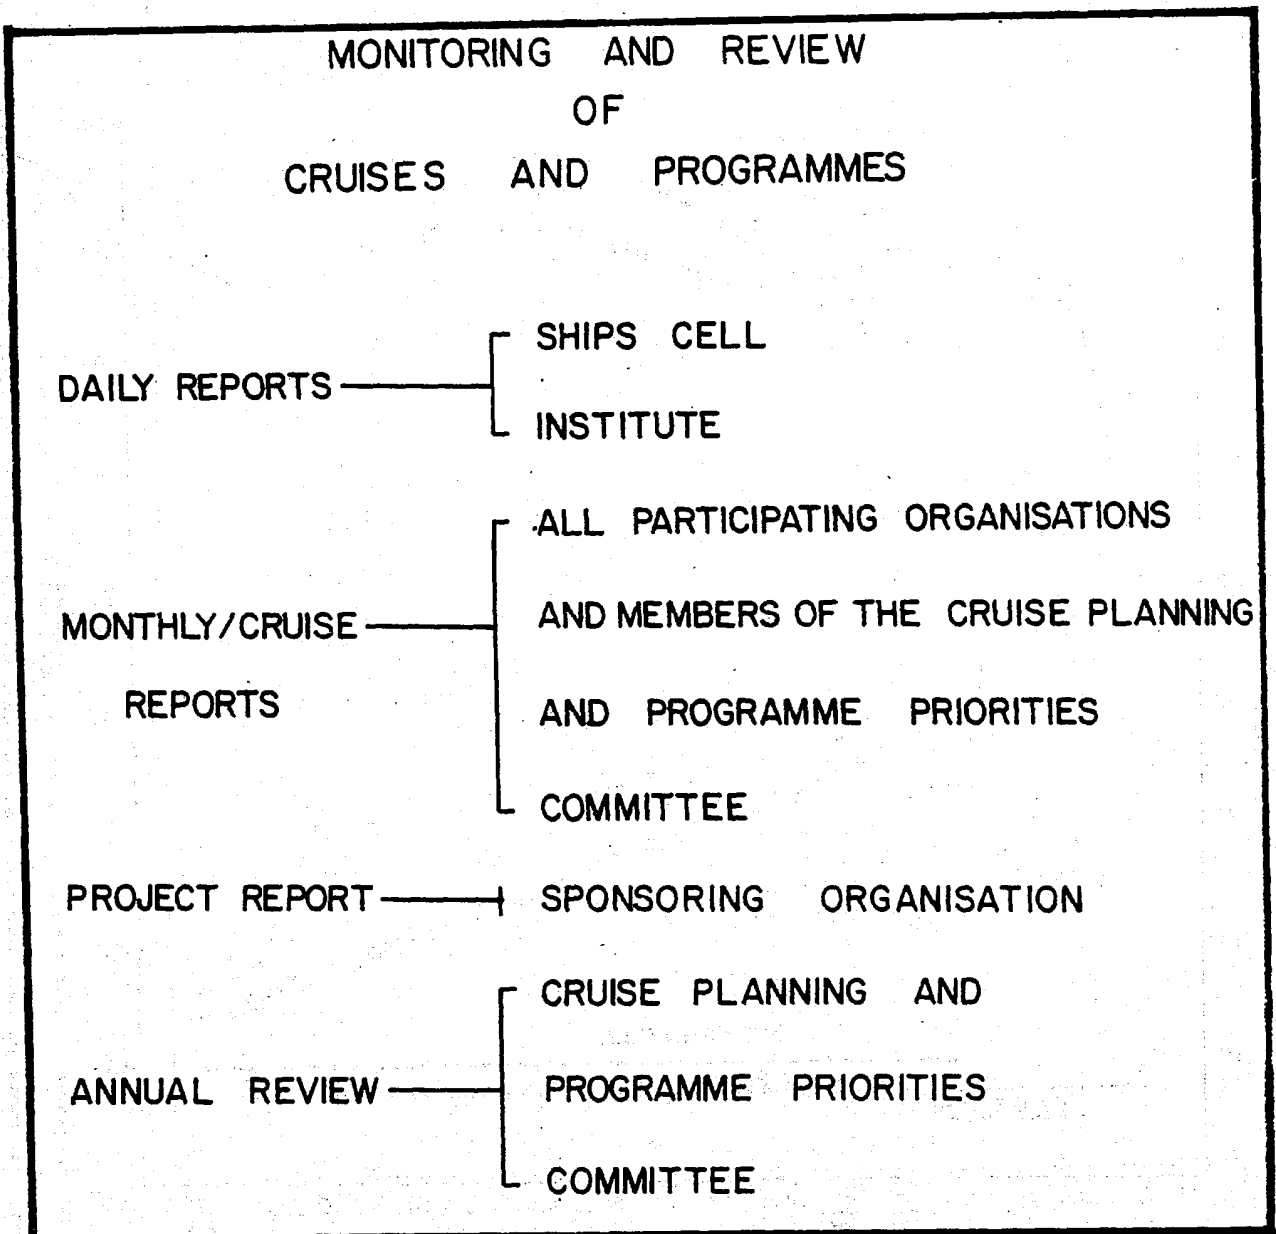 MONITORING AND REVIEW
OF
CRUISES AND PROGRAMMES
DAILY REPORTS
SHIPS CELL
INSTITUTE
MONTHLY/CRUISE
REPORTS
ALL PARTICIPATING ORGANISATIONS
AND MEMBERS OF THE CRUISE PLANNING
AND PROGRAMME PRIORITIES
COMMITTEE
PROJECT REPORT
SPONSORING ORGANISATION
ANNUAL REVIEW
CRUISE PLANNING AND
PROGRAMME PRIORITIES
COMMITTEE